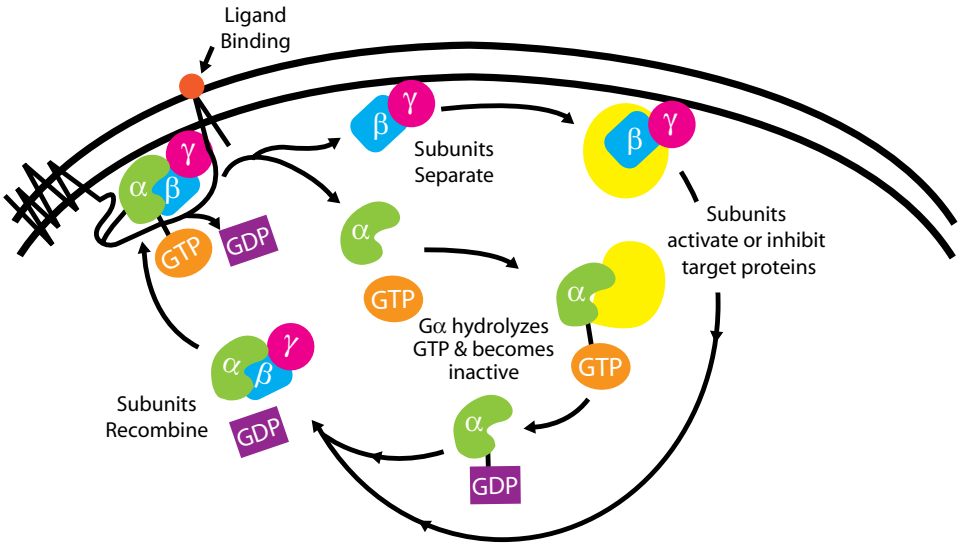 Ligand
Binding
γ
α
β
GTP
GDP
γ
β
Subunits
Separate
γ
β
Subunits
activate or inhibit
target proteins
α
GTP
α
GTP
Gα hydrolyzes
GTP & becomes
inactive
γ
α
β
GDP
Subunits
Recombine
α
GDP